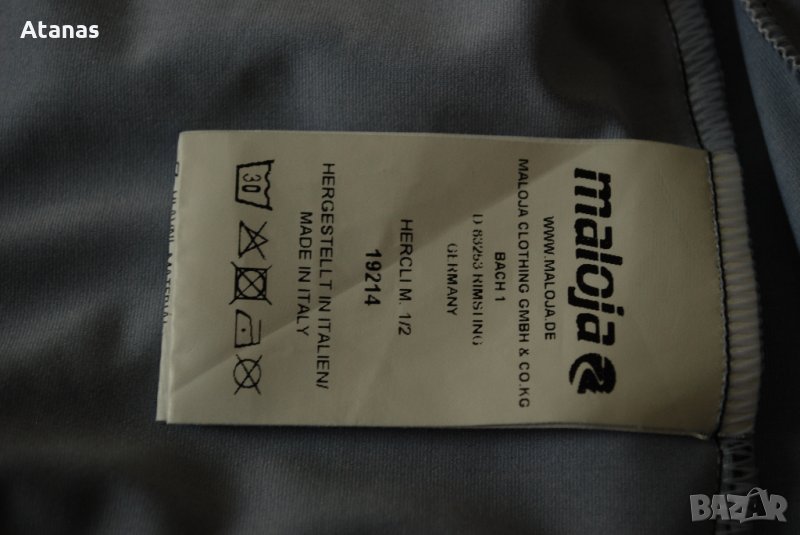 Atanas
maloja
WWW.MALOJA.DE
MALOJA CLOTHING GMBH & CO.KG
BACH 1
D 83253 RIMSTING
GERMANY
HERCLI M. 1/2
19214
HERGESTELLT IN ITALIEN/
MADE IN ITALY
30
BAZAR